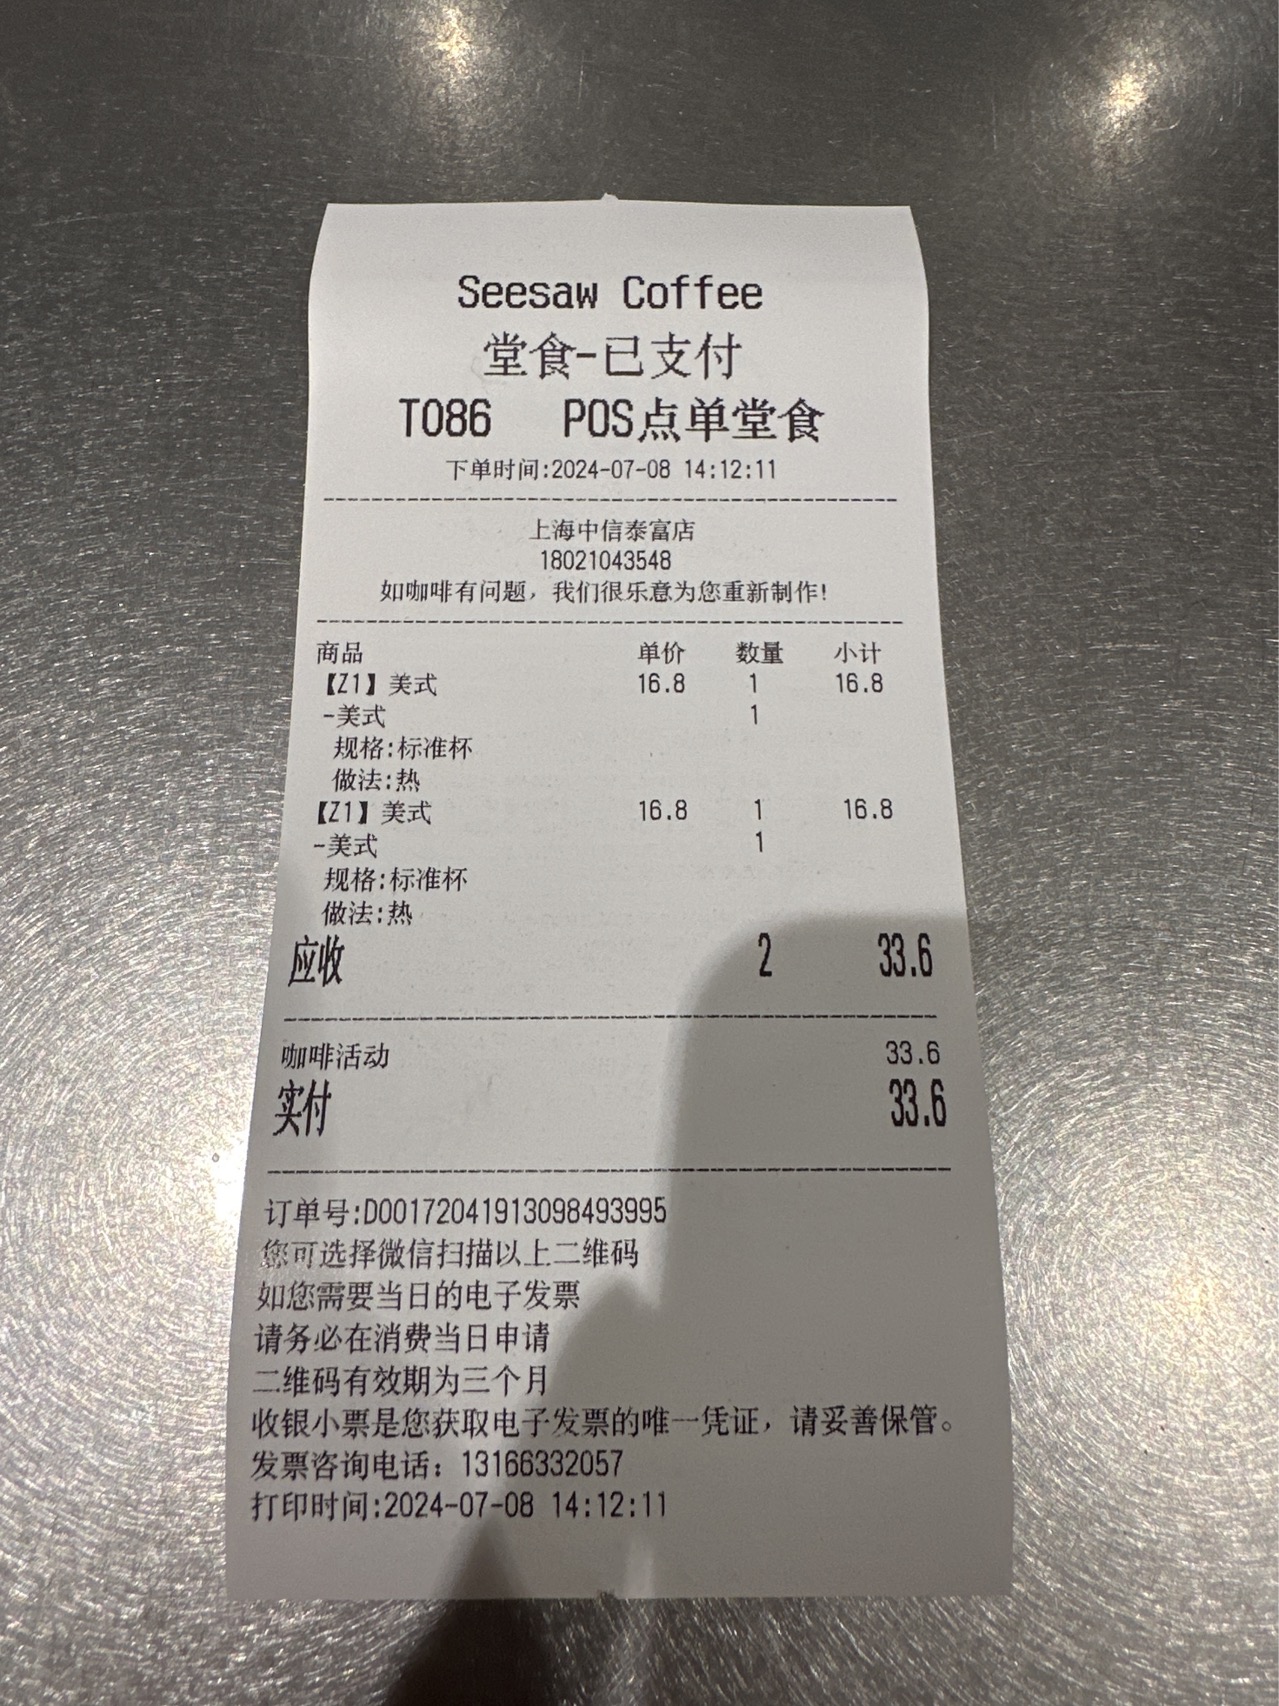 Seesaw Coffee
堂食-已支付
T086 POS点单堂食
下单时间:2024-07-08 14:12:11
上海中信泰富店
18021043548
如咖啡有问题，我们很乐意为您重新制作!
商品 单价 数量 小计
【Z1】美式 16.8 1 16.8
-美式 1
规格:标准杯
做法:热
【Z1】美式 16.8 1 16.8
-美式 1
规格:标准杯
做法:热
应收 2 33.6
咖啡活动 33.6
实付 33.6
订单号:D001720419130984​93995
您可选择微信扫描以上二维码
如您需要当日的电子发票
请务必在消费当日申请
二维码有效期为三个月
收银小票是您获取电子发票的唯一凭证，请妥善保管。
发票咨询电话：13166332057
打印时间:2024-07-08 14:12:11